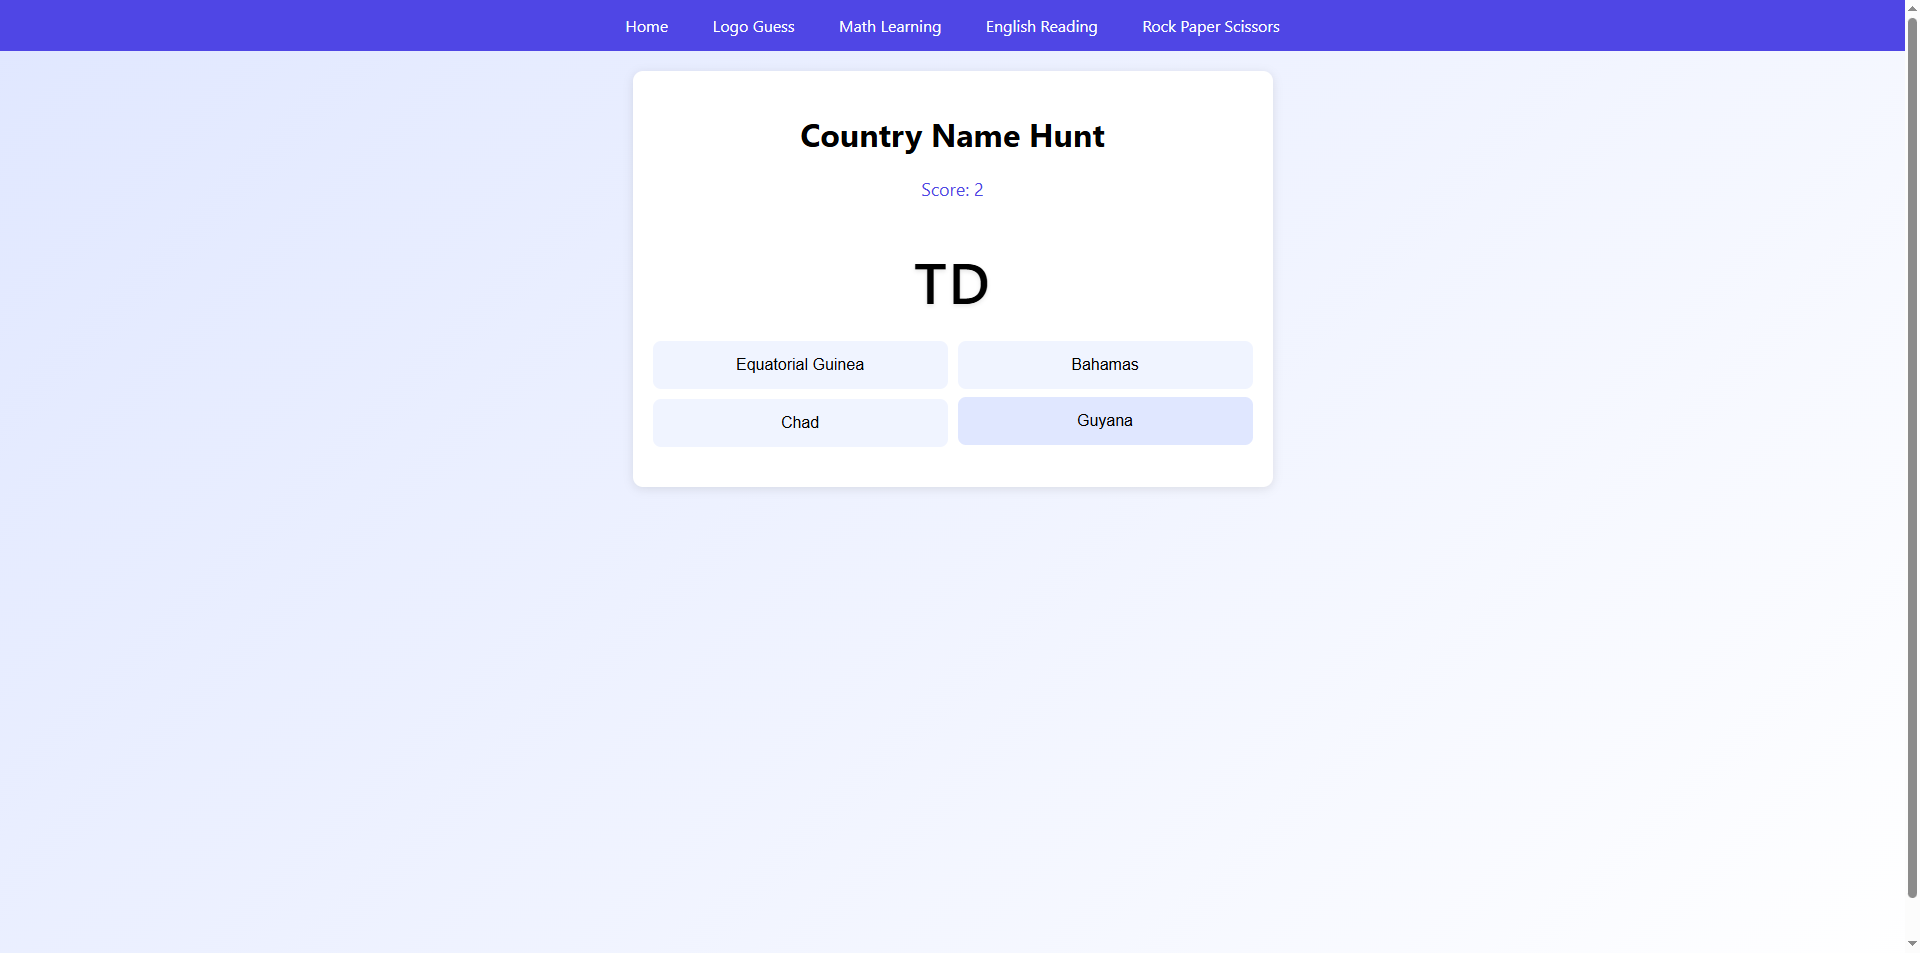 Home Logo Guess Math Learning English Reading Rock Paper Scissors
Country Name Hunt
Score: 2
TD
Equatorial Guinea Bahamas
Chad Guyana